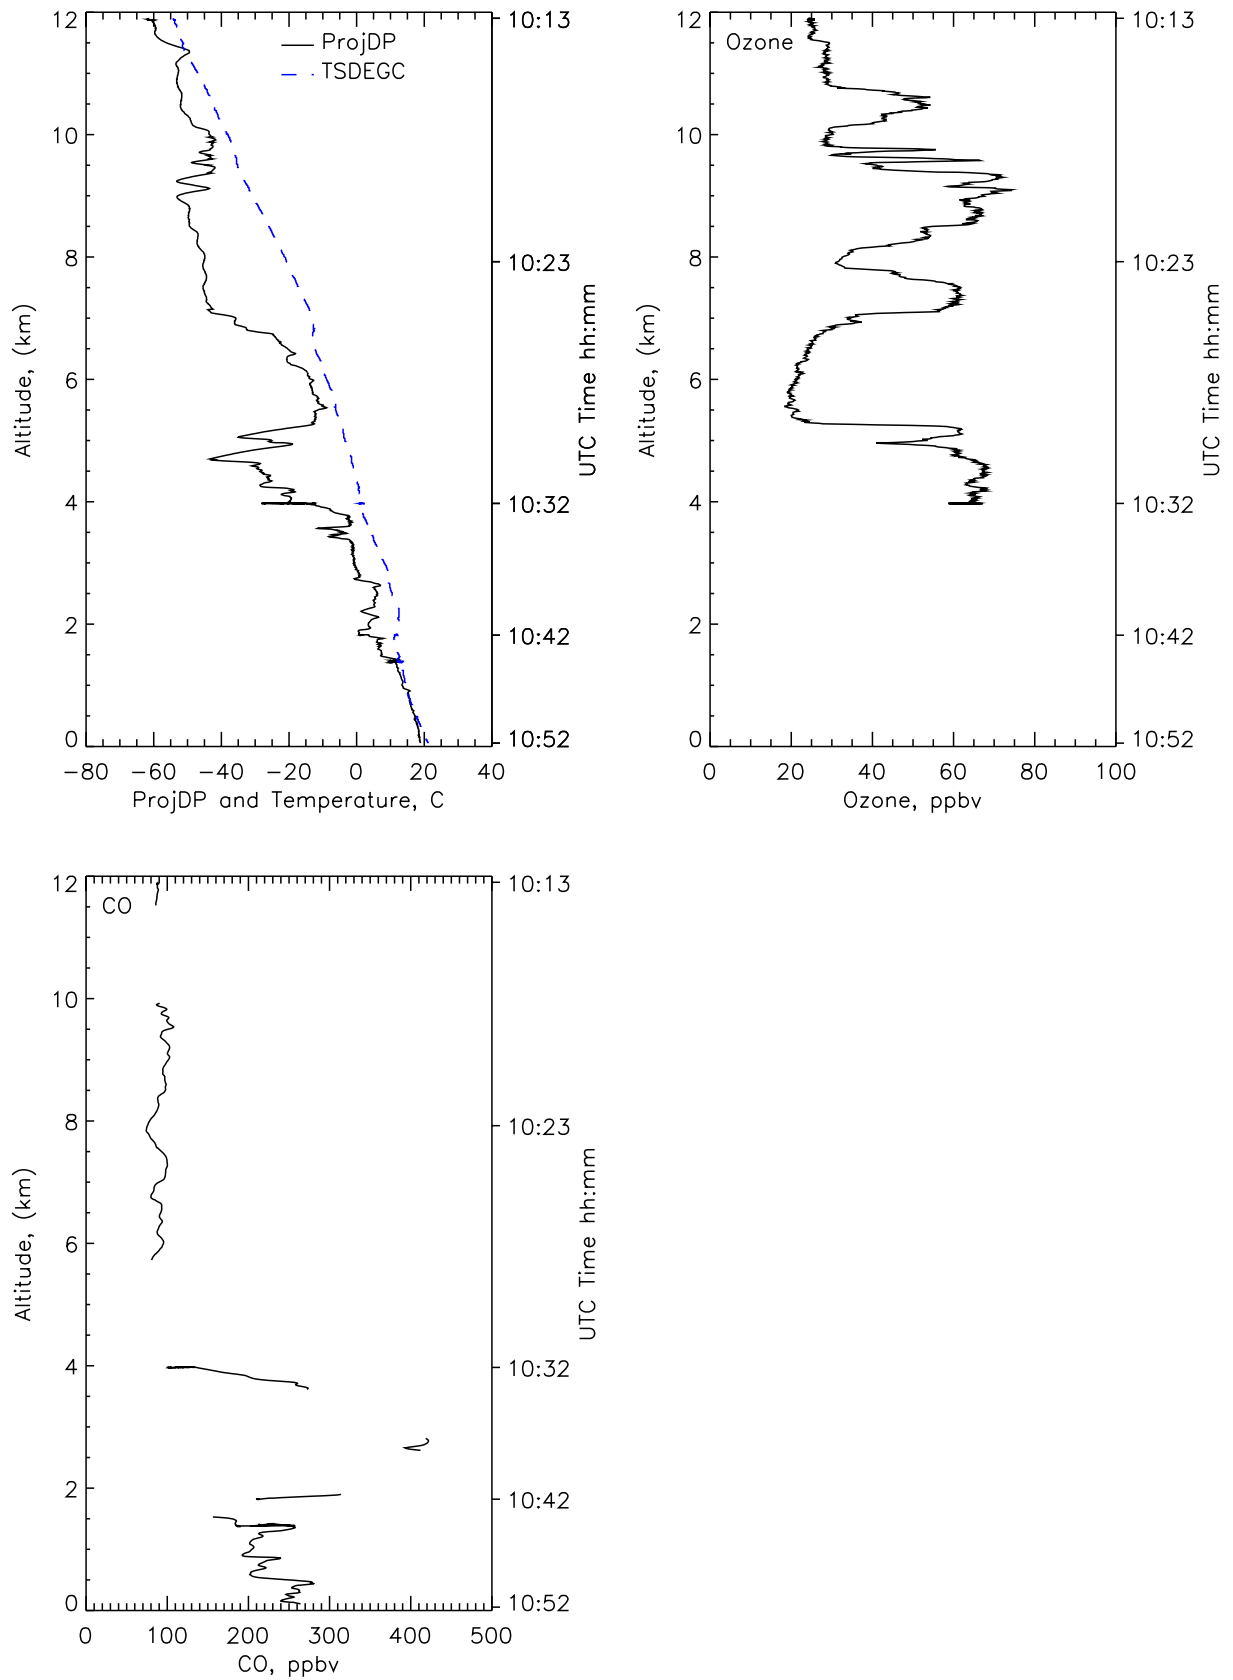 12
10
8
6
4
2
0
ProjDP
TSDEGC
10:13
10:23
10:32
10:42
10:52
Altitude, (km)
UTC Time hh:mm
−80 −60 −40 −20 0 20 40
ProjDP and Temperature, C
12
10
8
6
4
2
0
Ozone
10:13
10:23
10:32
10:42
10:52
Altitude, (km)
UTC Time hh:mm
0 20 40 60 80 100
Ozone, ppbv
12
10
8
6
4
2
0
CO
10:13
10:23
10:32
10:42
10:52
Altitude, (km)
UTC Time hh:mm
0 100 200 300 400 500
CO, ppbv